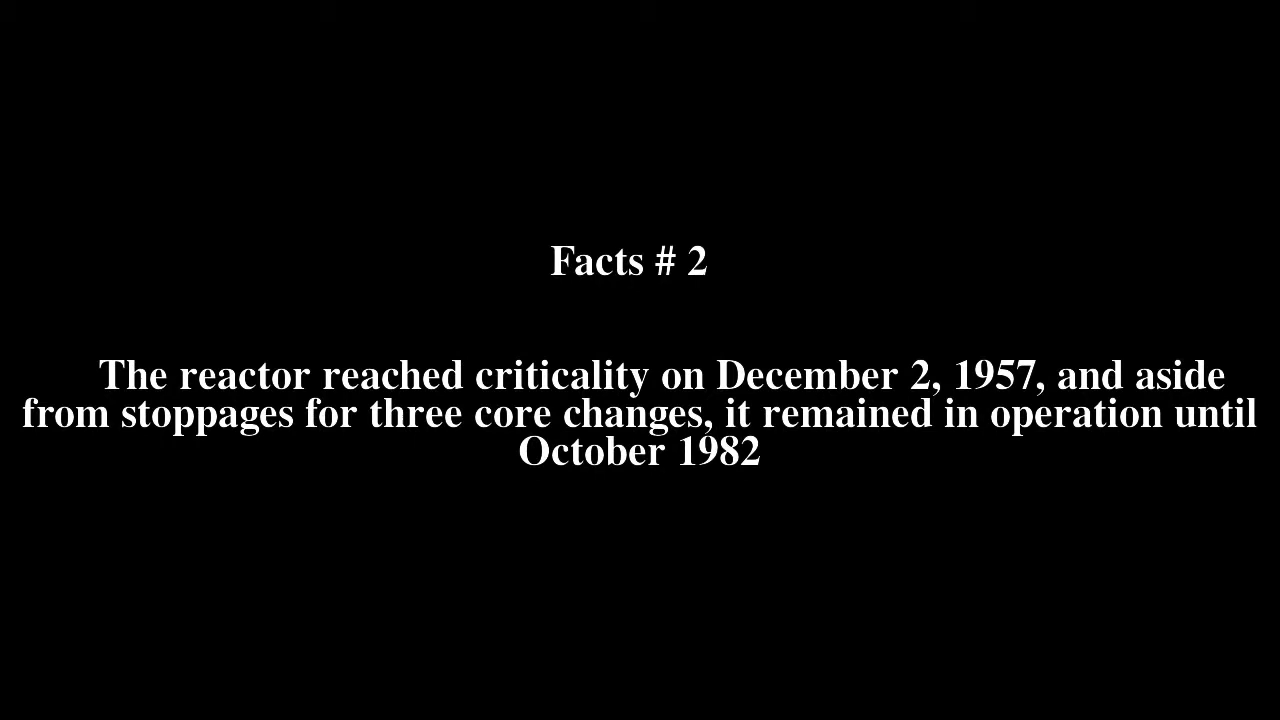 Facts # 2
The reactor reached criticality on December 2, 1957, and aside
from stoppages for three core changes, it remained in operation until
October 1982